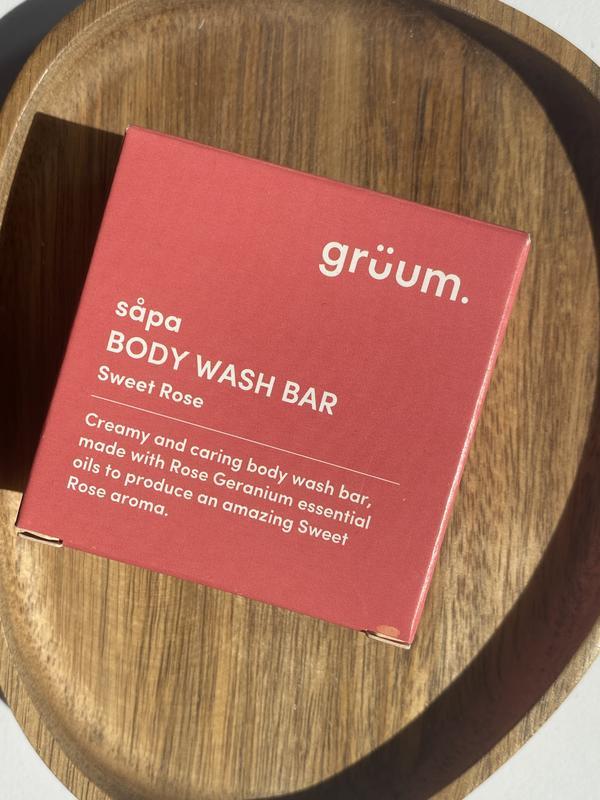 grüum.
såpa
BODY WASH BAR
Sweet Rose
Creamy and caring body wash bar,
made with Rose Geranium essential
oils to produce an amazing Sweet
Rose aroma.